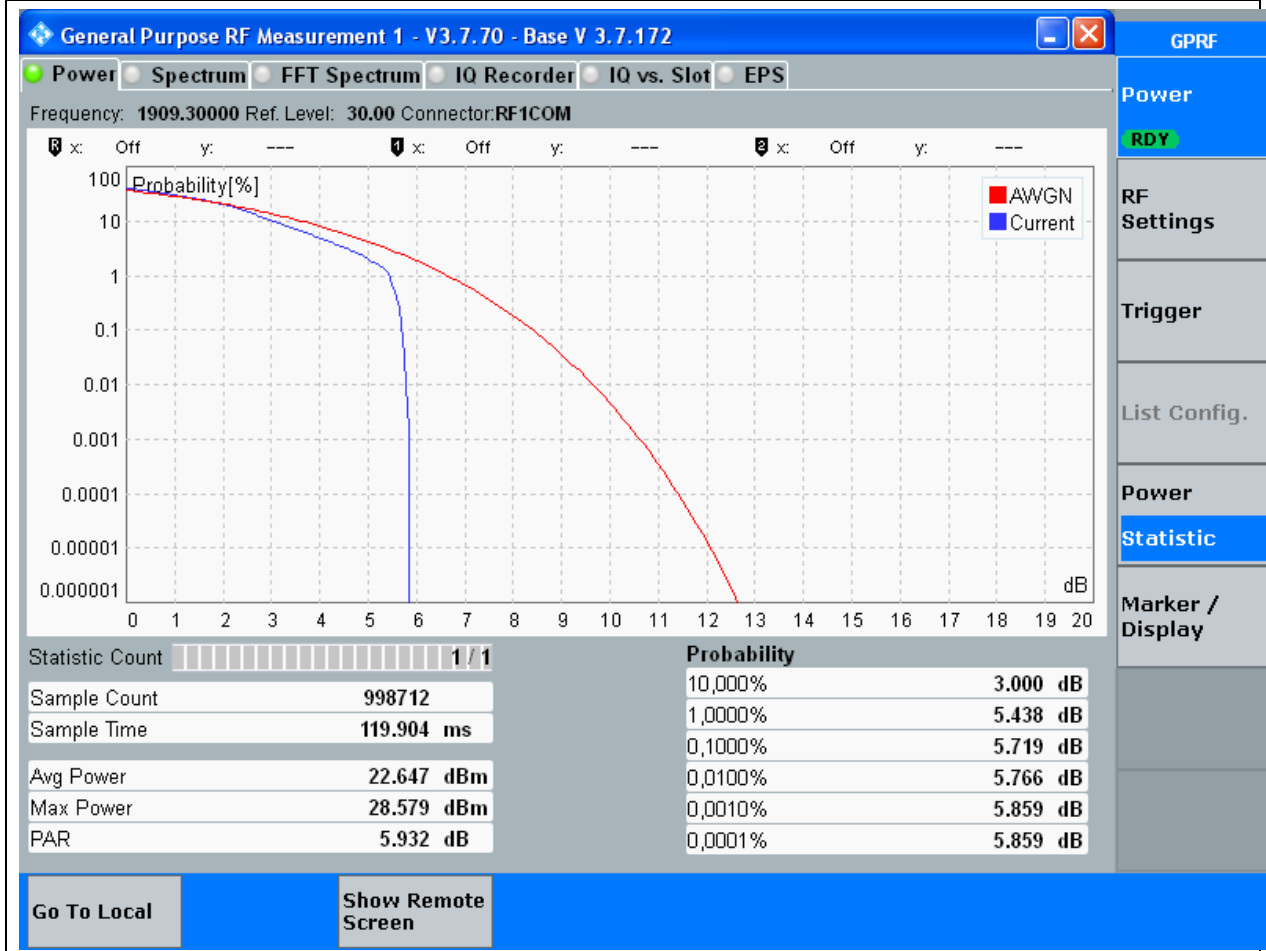 General Purpose RF Measurement 1 - V3.7.70 - Base V 3.7.172
GPRF
Power Spectrum FFT Spectrum IQ Recorder IQ vs. Slot EPS
Frequency: 1909.30000 Ref. Level: 30.00 Connector:RF1COM
R x: Off y: --- 1 x: Off y: --- 2 x: Off y: ---
Probability[%]
100
10
1
0.1
0.01
0.001
0.0001
0.00001
0.000001
AWGN
Current
dB
0 1 2 3 4 5 6 7 8 9 10 11 12 13 14 15 16 17 18 19 20
Statistic Count 1 / 1
Sample Count 998712
Sample Time 119.904 ms
Avg Power 22.647 dBm
Max Power 28.579 dBm
PAR 5.932 dB
Probability
10,000% 3.000 dB
1,0000% 5.438 dB
0,1000% 5.719 dB
0,0100% 5.766 dB
0,0010% 5.859 dB
0,0001% 5.859 dB
Power
RDY
RF
Settings
Trigger
List Config.
Power
Statistic
Marker /
Display
Go To Local
Show Remote
Screen